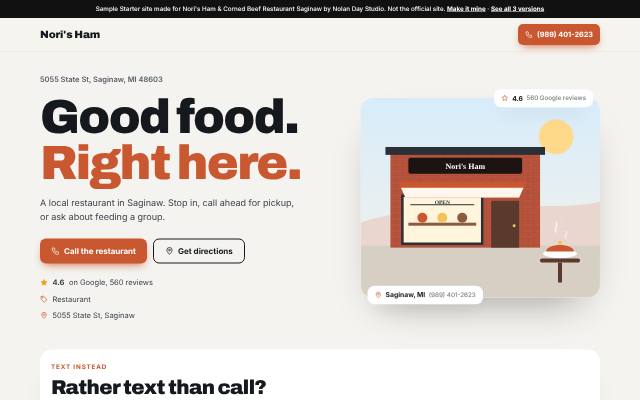 Sample Starter site made for Nori's Ham & Corned Beef Restaurant Saginaw by Nolan Day Studio. Not the official site. Make it mine · See all 3 versions
Nori's Ham
(989) 401-2623
5055 State St, Saginaw, MI 48603
Good food.
Right here.
A local restaurant in Saginaw. Stop in, call ahead for pickup,
or ask about feeding a group.
Call the restaurant
Get directions
4.6 on Google, 560 reviews
Restaurant
5055 State St, Saginaw
4.6 560 Google reviews
Nori's Ham
OPEN
Saginaw, MI (989) 401-2623
TEXT INSTEAD
Rather text than call?